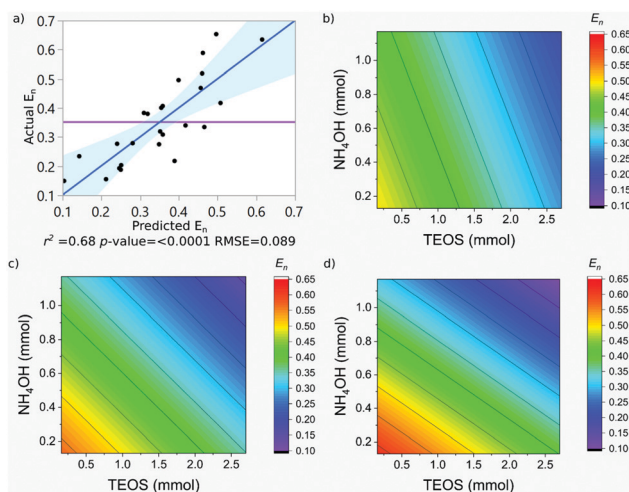 a)
0.7
0.6
0.5
0.4
0.3
0.2
0.1
Actual En
0.1 0.2 0.3 0.4 0.5 0.6 0.7
Predicted En
r² =0.68 p-value=<0.0001 RMSE=0.089
b)
En
1.0
0.8
0.6
0.4
0.2
NH₄OH (mmol)
0.5 1.0 1.5 2.0 2.5
TEOS (mmol)
0.65
0.60
0.55
0.50
0.45
0.40
0.35
0.30
0.25
0.20
0.15
0.10
c)
En
1.0
0.8
0.6
0.4
0.2
NH₄OH (mmol)
0.5 1.0 1.5 2.0 2.5
TEOS (mmol)
0.65
0.60
0.55
0.50
0.45
0.40
0.35
0.30
0.25
0.20
0.15
0.10
d)
En
1.0
0.8
0.6
0.4
0.2
NH₄OH (mmol)
0.5 1.0 1.5 2.0 2.5
TEOS (mmol)
0.65
0.60
0.55
0.50
0.45
0.40
0.35
0.30
0.25
0.20
0.15
0.10